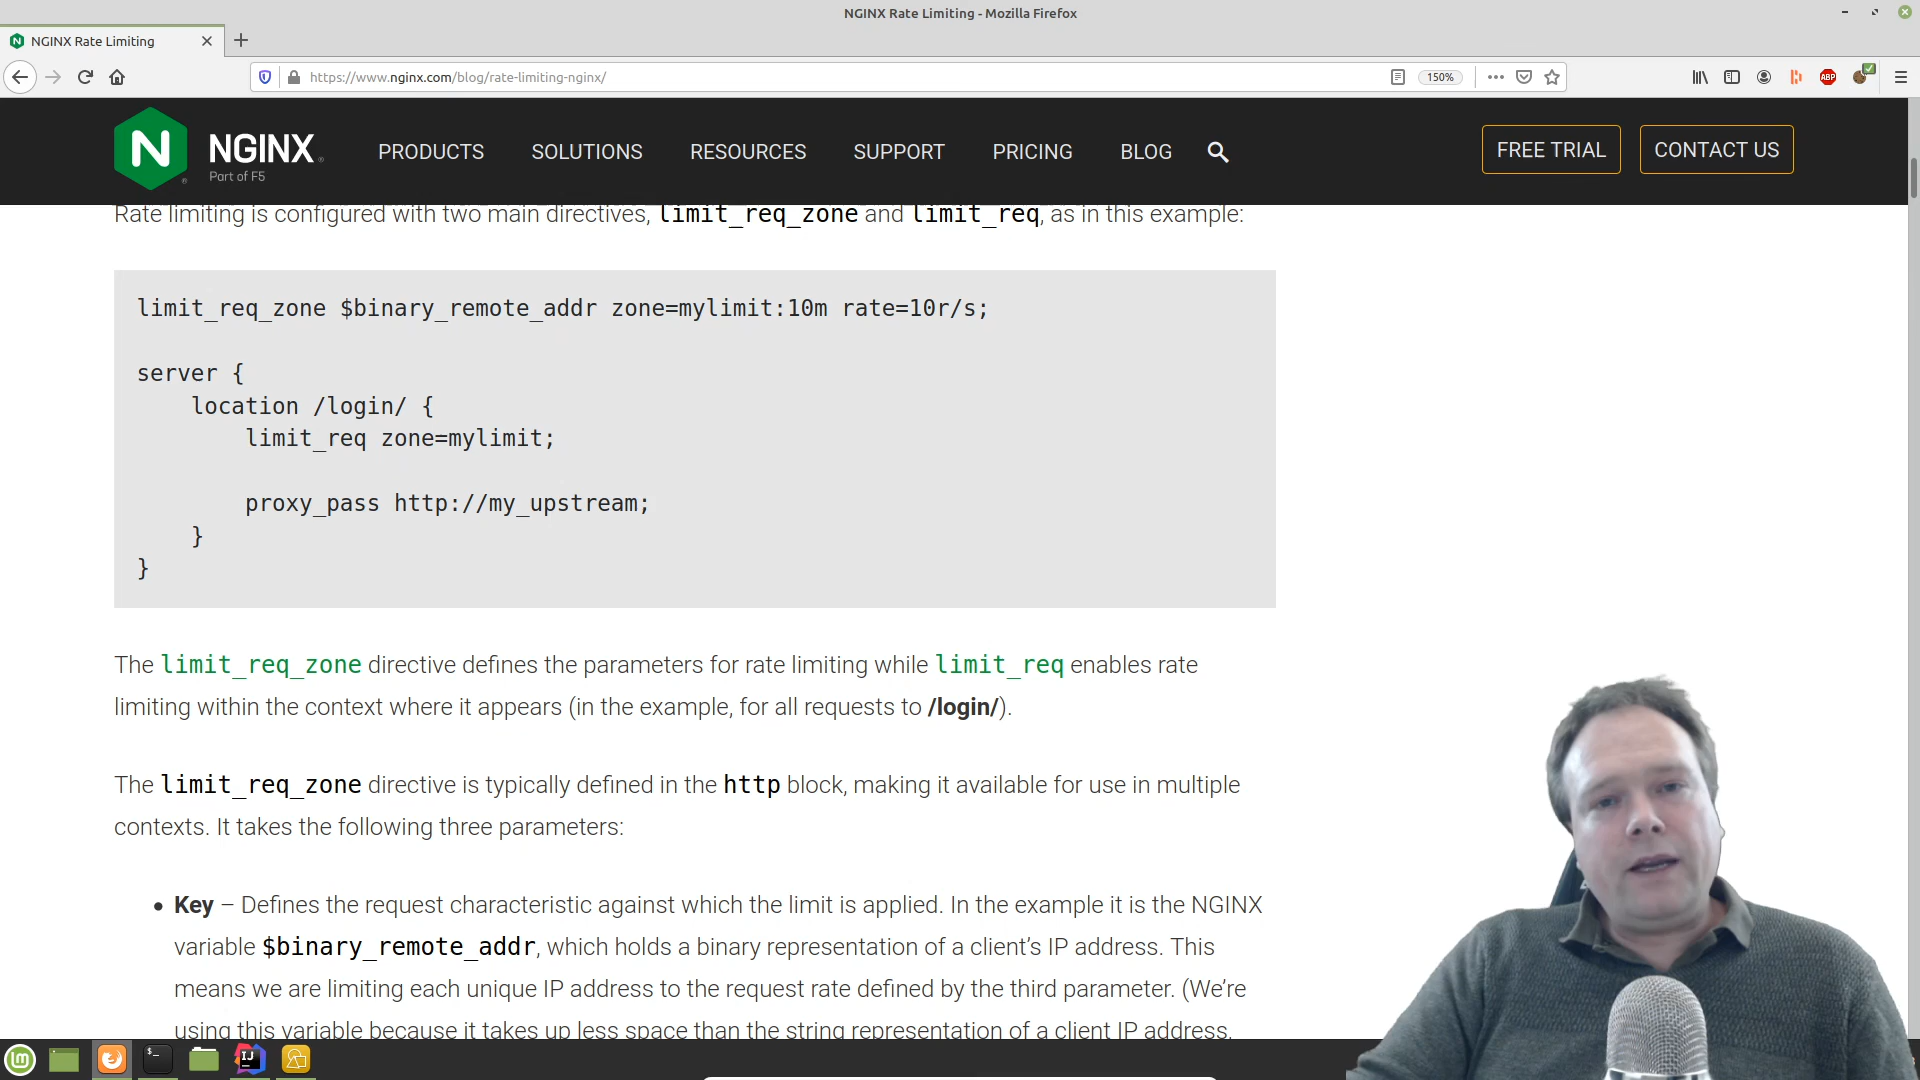 NGINX Rate Limiting - Mozilla Firefox
NGINX Rate Limiting
https://www.nginx.com/blog/rate-limiting-nginx/
150%
ABP
N
NGINX
Part of F5
PRODUCTS
SOLUTIONS
RESOURCES
SUPPORT
PRICING
BLOG
FREE TRIAL
CONTACT US
Rate limiting is configured with two main directives, limit_req_zone and limit_req, as in this example:
limit_req_zone $binary_remote_addr zone=mylimit:10m rate=10r/s;
server {
    location /login/ {
        limit_req zone=mylimit;
        proxy_pass http://my_upstream;
    }
}
The limit_req_zone directive defines the parameters for rate limiting while limit_req enables rate
limiting within the context where it appears (in the example, for all requests to /login/).
The limit_req_zone directive is typically defined in the http block, making it available for use in multiple
contexts. It takes the following three parameters:
• Key – Defines the request characteristic against which the limit is applied. In the example it is the NGINX
variable $binary_remote_addr, which holds a binary representation of a client’s IP address. This
means we are limiting each unique IP address to the request rate defined by the third parameter. (We’re
using this variable because it takes up less space than the string representation of a client IP address,
IJ